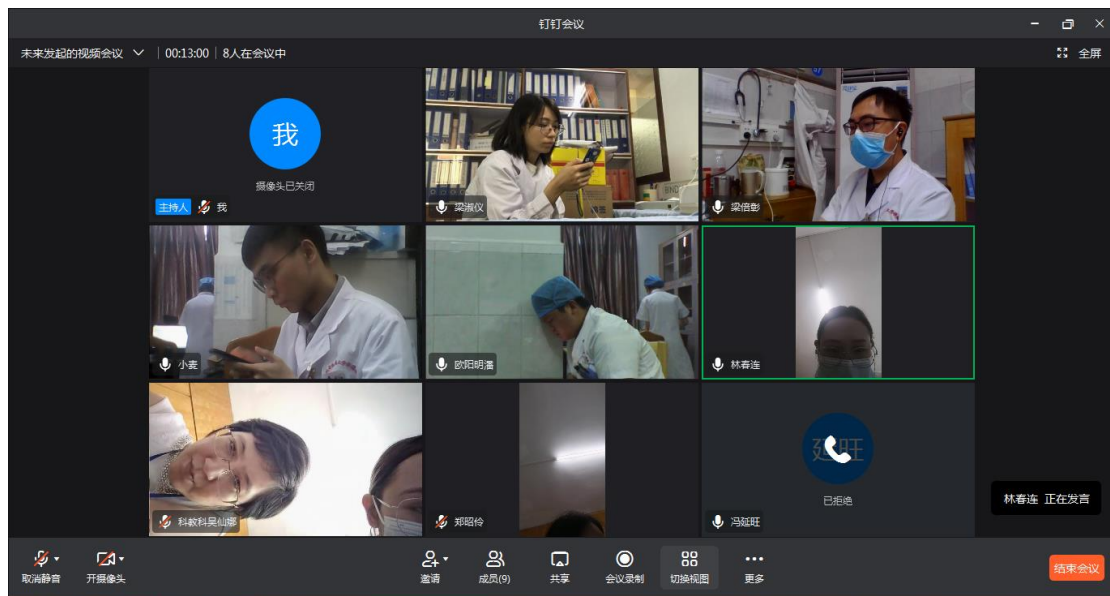 钉钉会议
未来发起的视频会议
00:13:00
8人在会议中
全屏
我
摄像头已关闭
主持人
我
梁淑仪
梁倍彰
小麦
林春连
科教科吴仙娜
郑昭伶
延旺
已拒绝
冯延旺
林春连 正在发言
取消静音
开摄像头
邀请
成员(9)
共享
会议录制
切换视图
更多
结束会议